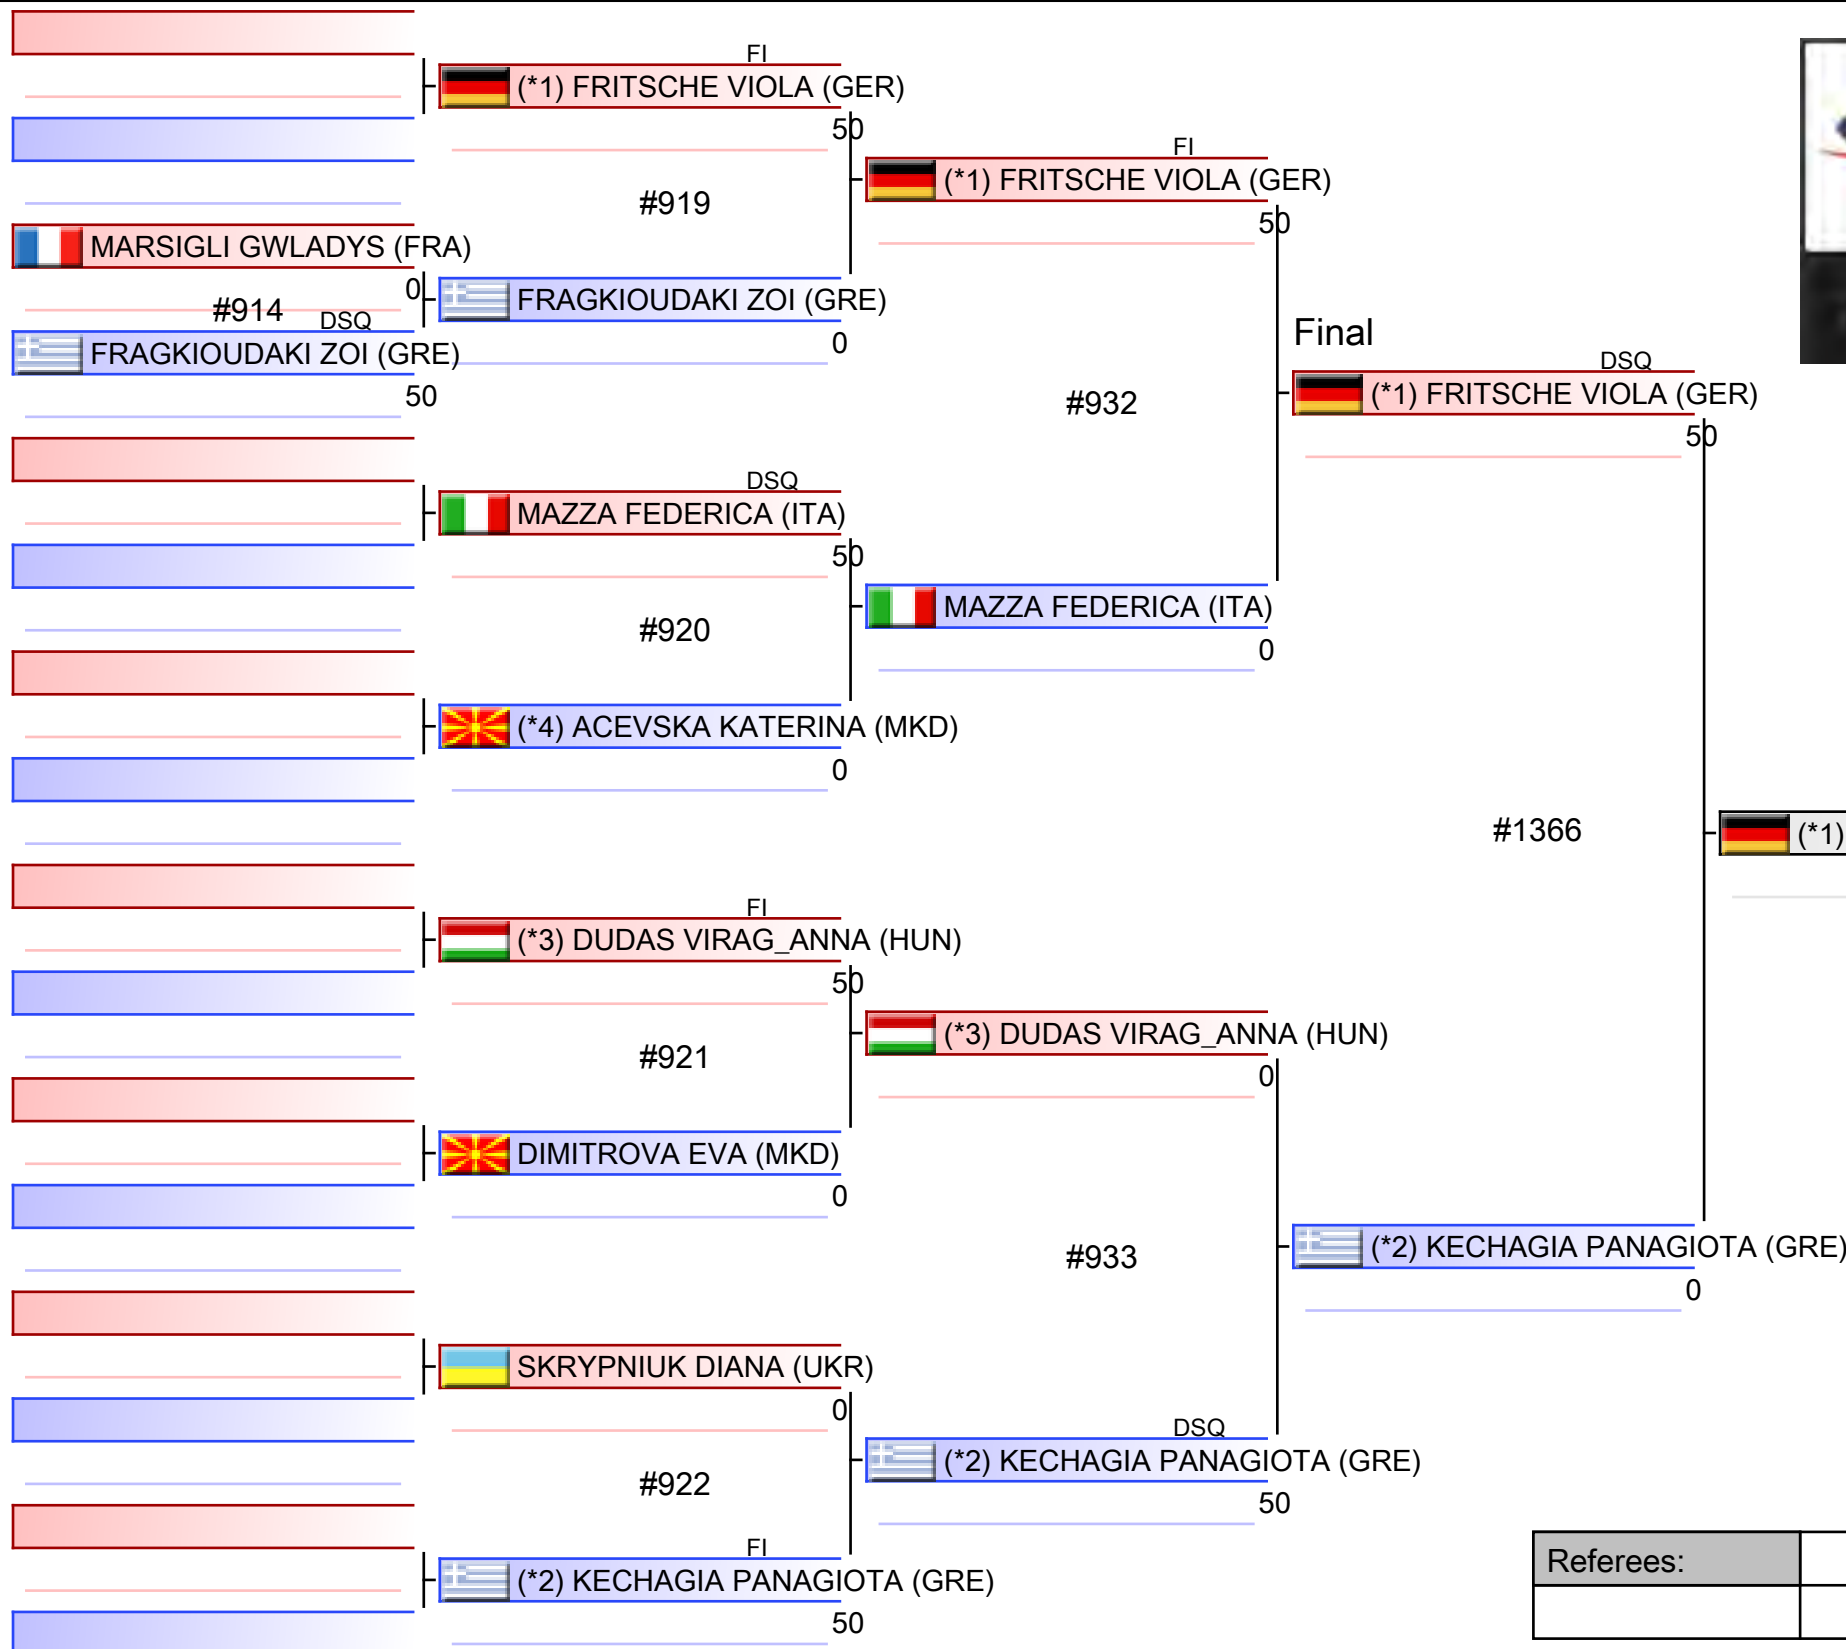 FI
(*1) FRITSCHE VIOLA (GER)
50
#919
MARSIGLI GWLADYS (FRA)
0
#914
DSQ
FRAGKIOUDAKI ZOI (GRE)
50
FRAGKIOUDAKI ZOI (GRE)
0
DSQ
MAZZA FEDERICA (ITA)
50
#920
(*4) ACEVSKA KATERINA (MKD)
0
FI
(*3) DUDAS VIRAG_ANNA (HUN)
50
#921
DIMITROVA EVA (MKD)
0
SKRYPNIUK DIANA (UKR)
0
#922
FI
(*2) KECHAGIA PANAGIOTA (GRE)
50
FI
(*1) FRITSCHE VIOLA (GER)
50
#932
MAZZA FEDERICA (ITA)
0
(*3) DUDAS VIRAG_ANNA (HUN)
0
#933
DSQ
(*2) KECHAGIA PANAGIOTA (GRE)
50
Final
DSQ
(*1) FRITSCHE VIOLA (GER)
50
#1366
(*2) KECHAGIA PANAGIOTA (GRE)
0
(*1)
Referees: